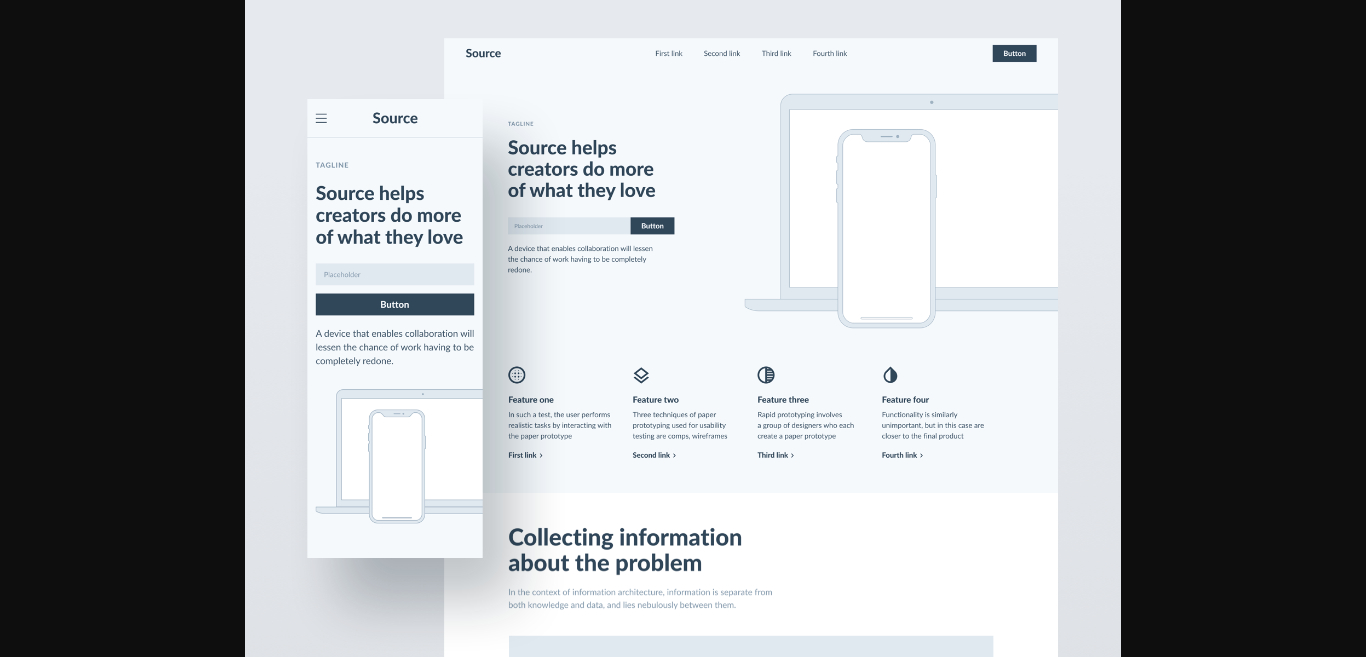 Source
TAGLINE
Source helps
creators do more
of what they love
Placeholder
Button
A device that enables collaboration will
lessen the chance of work having to be
completely redone.
Source
First link
Second link
Third link
Fourth link
Button
TAGLINE
Source helps
creators do more
of what they love
Placeholder
Button
A device that enables collaboration will lessen
the chance of work having to be completely
redone.
Feature one
In such a test, the user performs
realistic tasks by interacting with
the paper prototype
First link
Feature two
Three techniques of paper
prototyping used for usability
testing are comps, wireframes
Second link
Feature three
Rapid prototyping involves
a group of designers who each
create a paper prototype
Third link
Feature four
Functionality is similarly
unimportant, but in this case are
closer to the final product
Fourth link
Collecting information
about the problem
In the context of information architecture, information is separate from
both knowledge and data, and lies nebulously between them.